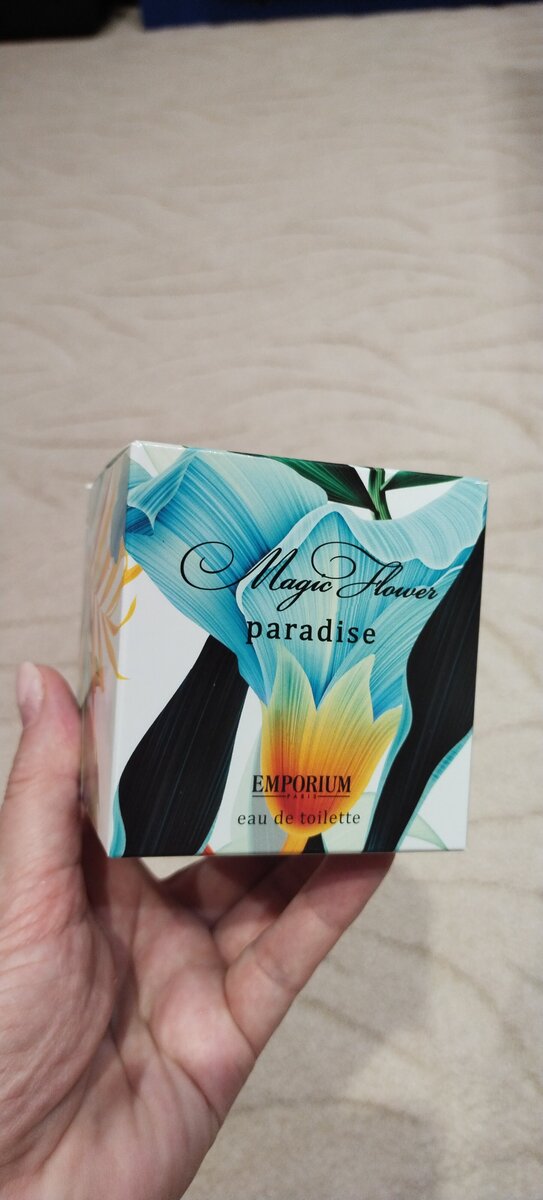 Magic Flower
paradise
EMPORIUM
PARIS
eau de toilette